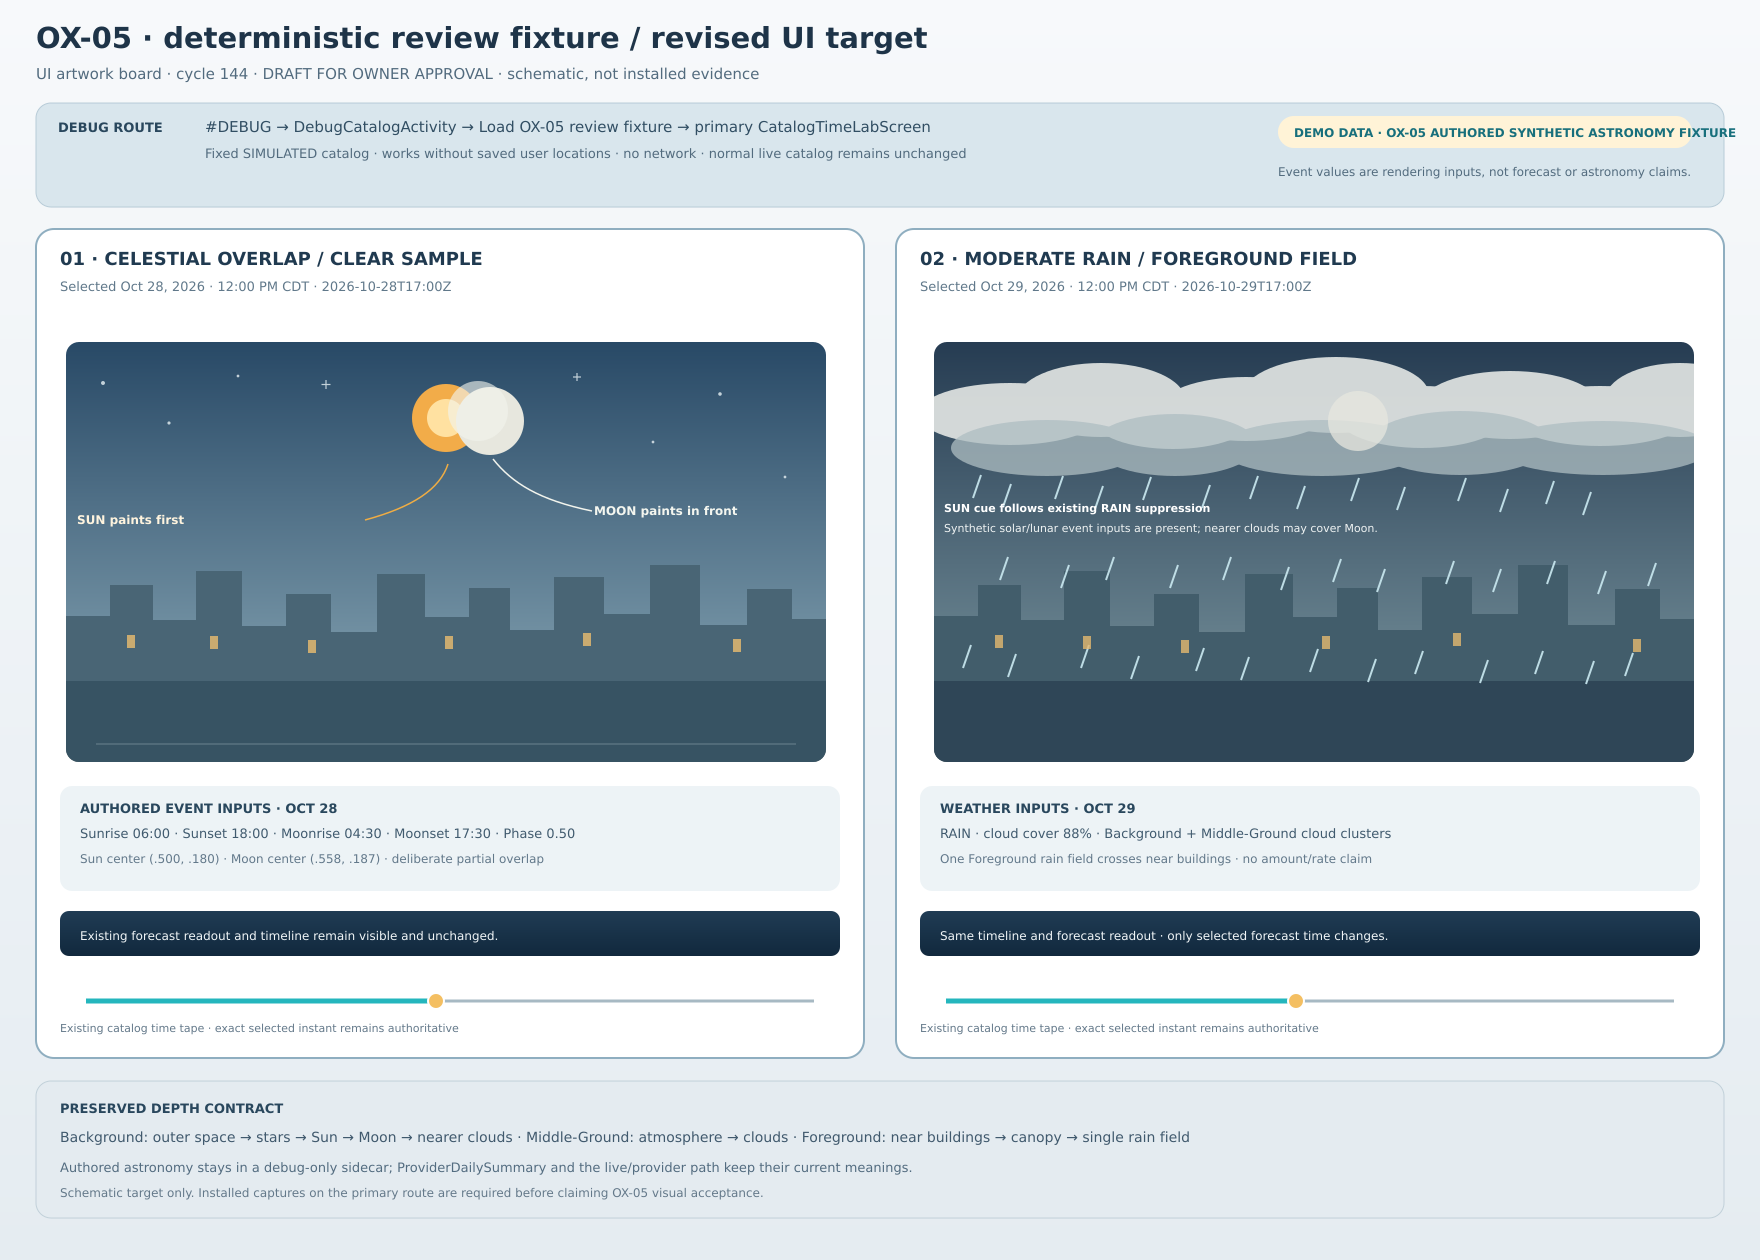 OX-05 · deterministic review fixture / revised UI target
UI artwork board · cycle 144 · DRAFT FOR OWNER APPROVAL · schematic, not installed evidence
DEBUG ROUTE
#DEBUG → DebugCatalogActivity → Load OX-05 review fixture → primary CatalogTimeLabScreen
Fixed SIMULATED catalog · works without saved user locations · no network · normal live catalog remains unchanged
DEMO DATA · OX-05 AUTHORED SYNTHETIC ASTRONOMY FIXTURE
Event values are rendering inputs, not forecast or astronomy claims.
01 · CELESTIAL OVERLAP / CLEAR SAMPLE
Selected Oct 28, 2026 · 12:00 PM CDT · 2026-10-28T17:00Z
SUN paints first
MOON paints in front
AUTHORED EVENT INPUTS · OCT 28
Sunrise 06:00 · Sunset 18:00 · Moonrise 04:30 · Moonset 17:30 · Phase 0.50
Sun center (.500, .180) · Moon center (.558, .187) · deliberate partial overlap
Existing forecast readout and timeline remain visible and unchanged.
Existing catalog time tape · exact selected instant remains authoritative
02 · MODERATE RAIN / FOREGROUND FIELD
Selected Oct 29, 2026 · 12:00 PM CDT · 2026-10-29T17:00Z
SUN cue follows existing RAIN suppression
Synthetic solar/lunar event inputs are present; nearer clouds may cover Moon.
WEATHER INPUTS · OCT 29
RAIN · cloud cover 88% · Background + Middle-Ground cloud clusters
One Foreground rain field crosses near buildings · no amount/rate claim
Same timeline and forecast readout · only selected forecast time changes.
Existing catalog time tape · exact selected instant remains authoritative
PRESERVED DEPTH CONTRACT
Background: outer space → stars → Sun → Moon → nearer clouds · Middle-Ground: atmosphere → clouds · Foreground: near buildings → canopy → single rain field
Authored astronomy stays in a debug-only sidecar; ProviderDailySummary and the live/provider path keep their current meanings.
Schematic target only. Installed captures on the primary route are required before claiming OX-05 visual acceptance.